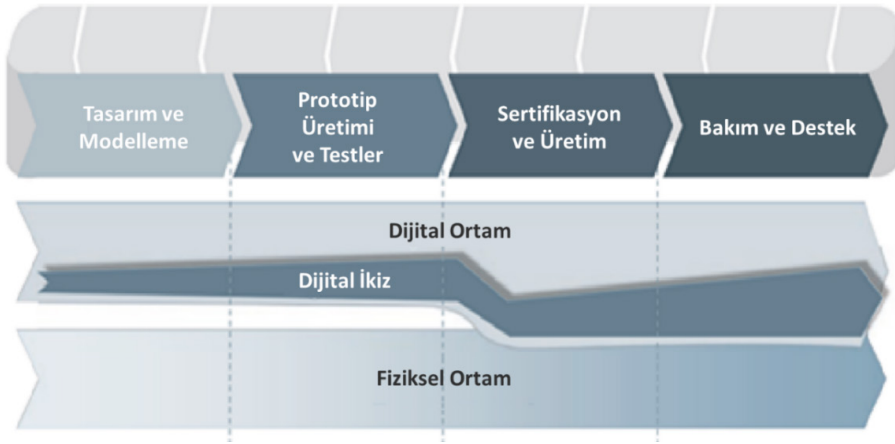 Tasarım ve
Modelleme
Prototip
Üretimi
ve Testler
Sertifikasyon
ve Üretim
Bakım ve Destek
Dijital Ortam
Dijital İkiz
Fiziksel Ortam